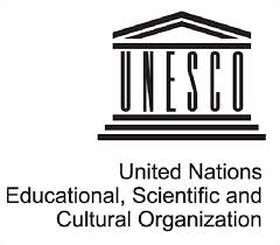 UNESCO
United Nations
Educational, Scientific and
Cultural Organization